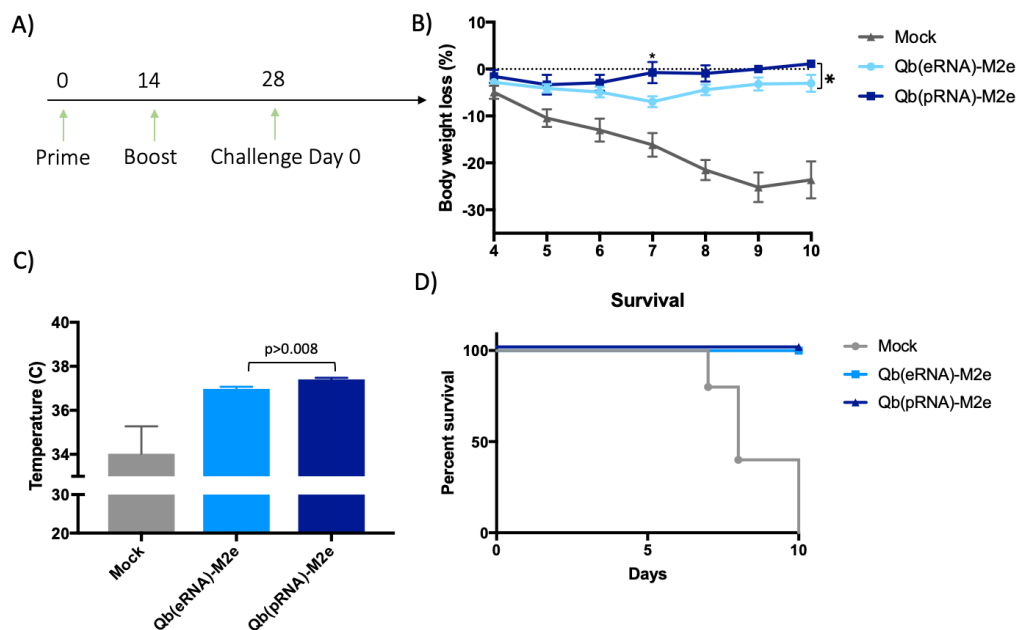 A)
0 14 28
Prime Boost Challenge Day 0
B)
Body weight loss (%)
10
0
-10
-20
-30
4 5 6 7 8 9 10
*
*
Mock
Qb(eRNA)-M2e
Qb(pRNA)-M2e
C)
Temperature (C)
40
38
36
34
30
20
p>0.008
Mock
Qb(eRNA)-M2e
Qb(pRNA)-M2e
D)
Survival
Percent survival
100
50
0
0 5 10
Days
Mock
Qb(eRNA)-M2e
Qb(pRNA)-M2e